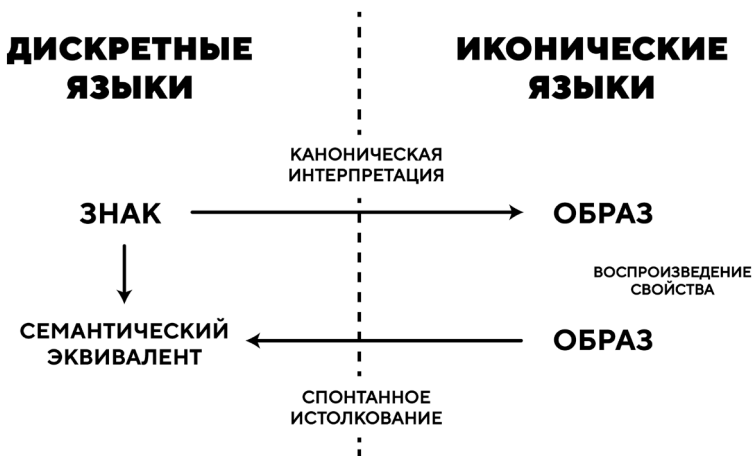 ДИСКРЕТНЫЕ
ЯЗЫКИ
ИКОНИЧЕСКИЕ
ЯЗЫКИ
КАНОНИЧЕСКАЯ
ИНТЕРПРЕТАЦИЯ
ЗНАК
ОБРАЗ
ВОСПРОИЗВЕДЕНИЕ
СВОЙСТВА
СЕМАНТИЧЕСКИЙ
ЭКВИВАЛЕНТ
ОБРАЗ
СПОНТАННОЕ
ИСТОЛКОВАНИЕ